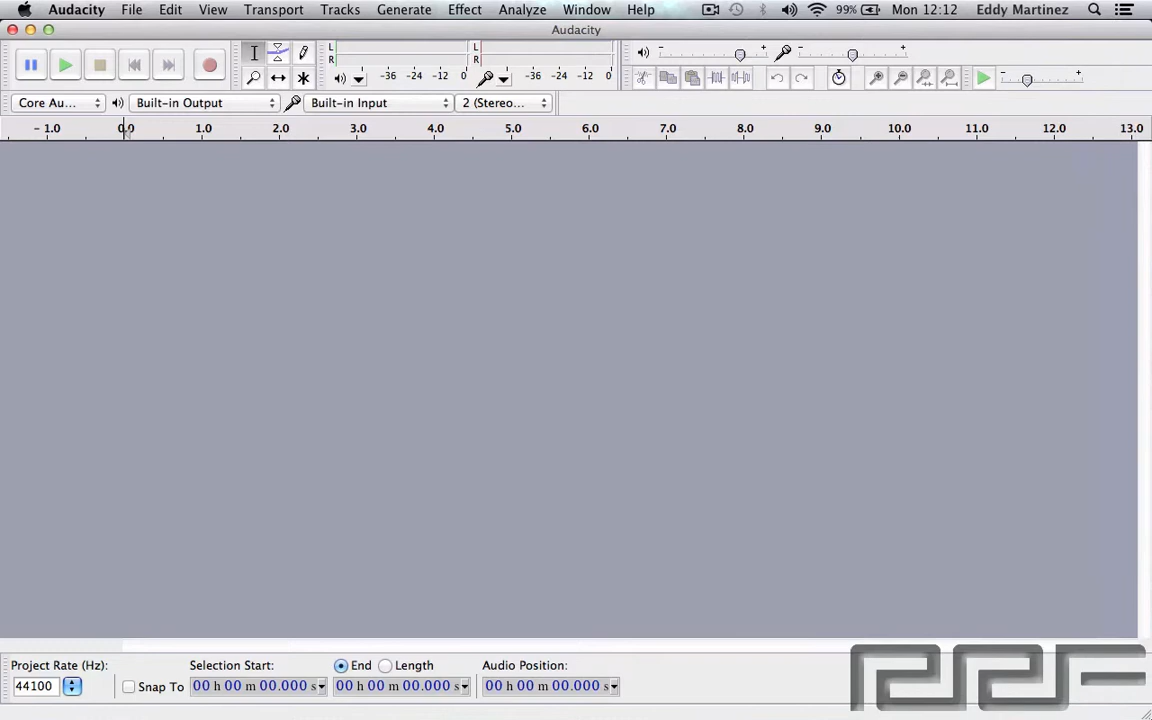 Audacity File Edit View Transport Tracks Generate Effect Analyze Window Help 99% Mon 12:12 Eddy Martinez
Audacity
L R -36 -24 -12 0 L R -36 -24 -12 0
Core Au... Built-in Output Built-in Input 2 (Stereo...
- 1.0 0.0 1.0 2.0 3.0 4.0 5.0 6.0 7.0 8.0 9.0 10.0 11.0 12.0 13.0
Project Rate (Hz): Selection Start: End Length Audio Position:
44100 Snap To 00 h 00 m 00.000 s 00 h 00 m 00.000 s 00 h 00 m 00.000 s